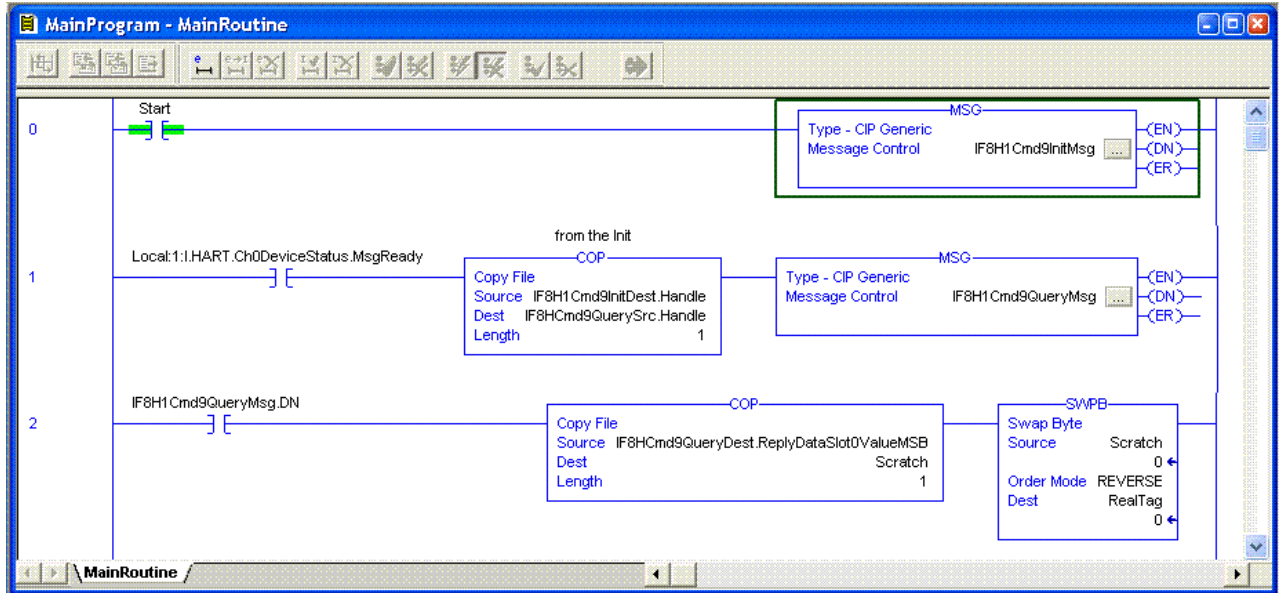 MainProgram - MainRoutine
0
Start
MSG
Type - CIP Generic
Message Control IF8H1Cmd9InitMsg ...
EN
DN
ER
1
Local:1:I.HART.Ch0DeviceStatus.MsgReady
from the Init
COP
Copy File
Source IF8H1Cmd9InitDest.Handle
Dest IF8HCmd9QuerySrc.Handle
Length 1
MSG
Type - CIP Generic
Message Control IF8H1Cmd9QueryMsg ...
EN
DN
ER
2
IF8H1Cmd9QueryMsg.DN
COP
Copy File
Source IF8HCmd9QueryDest.ReplyDataSlot0ValueMSB
Dest Scratch
Length 1
SWPB
Swap Byte
Source Scratch
0
Order Mode REVERSE
Dest RealTag
0
MainRoutine